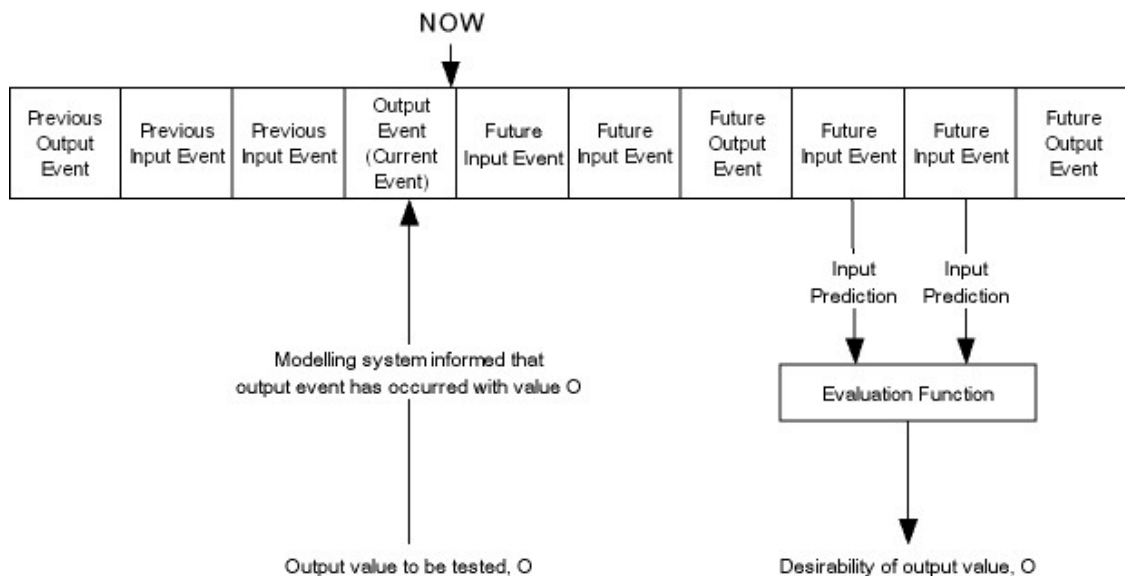 NOW
Previous
Output
Event
Previous
Input Event
Previous
Input Event
Output
Event
(Current
Event)
Future
Input Event
Future
Input Event
Future
Output
Event
Future
Input Event
Future
Input Event
Future
Output
Event
Input
Prediction
Input
Prediction
Modelling system informed that
output event has occurred with value O
Evaluation Function
Output value to be tested, O
Desirability of output value, O